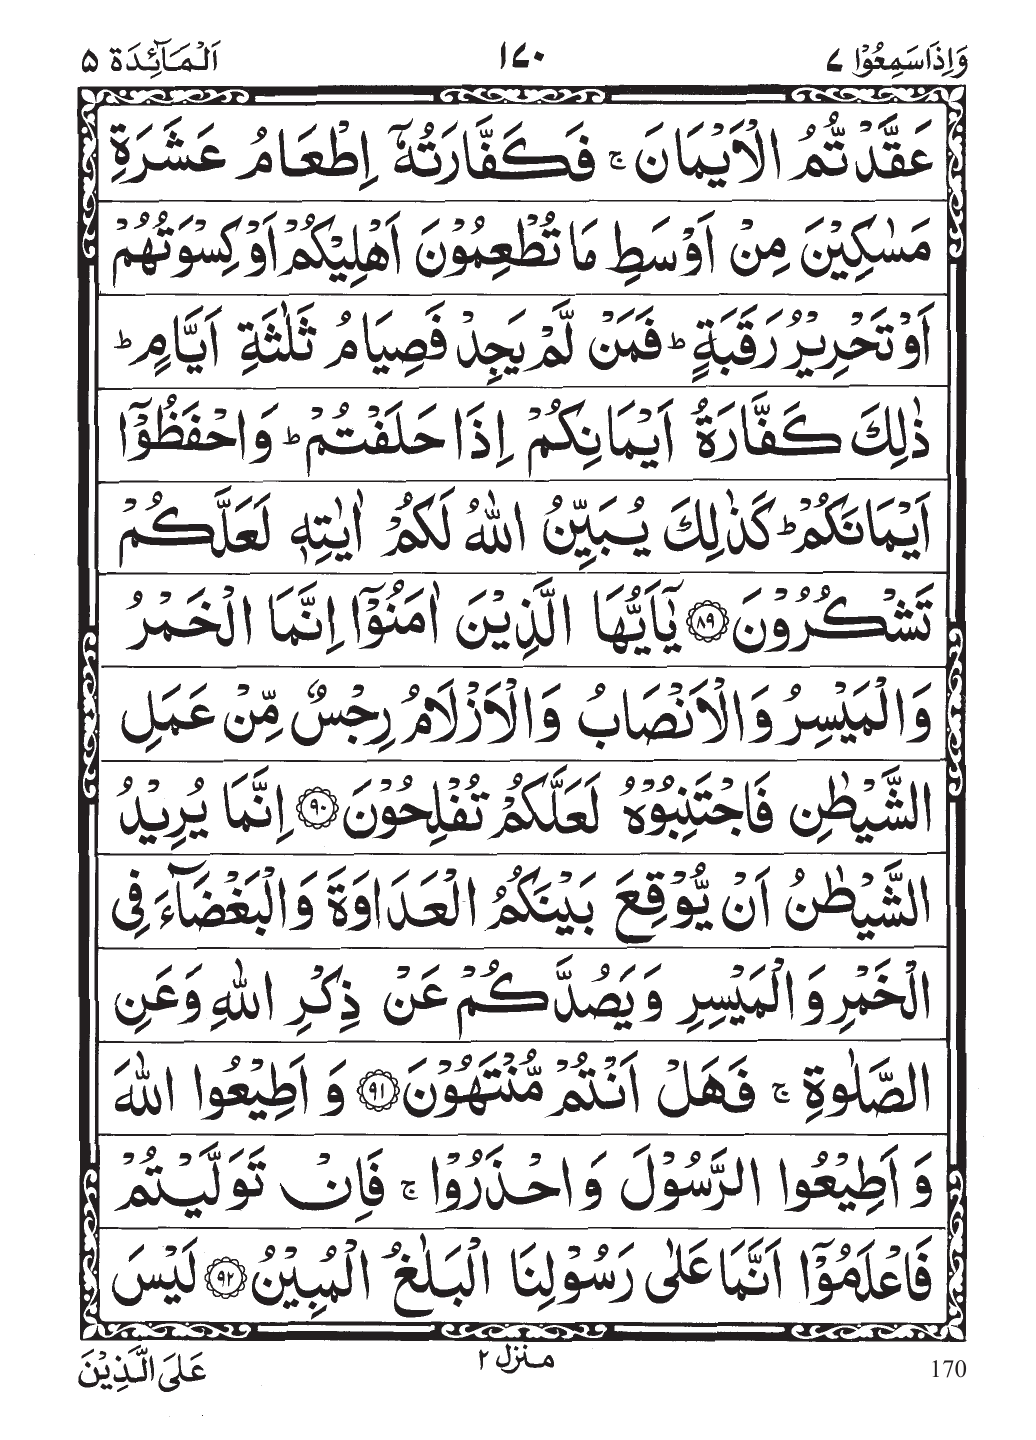 وَاِذَاسَمِعُوْا ۷ ۱۷۰ اَلْمَآئِدَة ۵
عَقَّدْتُّمُ الْاَيْمَانَ ۚ فَكَفَّارَتُهٗۤ اِطْعَامُ عَشَرَةِ
مَسٰكِيْنَ مِنْ اَوْسَطِ مَا تُطْعِمُوْنَ اَهْلِيْكُمْ اَوْ كِسْوَتُهُمْ
اَوْ تَحْرِيْرُ رَقَبَةٍ ؕ فَمَنْ لَّمْ يَجِدْ فَصِيَامُ ثَلٰثَةِ اَيَّامٍ ؕ
ذٰلِكَ كَفَّارَةُ اَيْمَانِكُمْ اِذَا حَلَفْتُمْ ؕ وَاحْفَظُوْۤا
اَيْمَانَكُمْ ؕ كَذٰلِكَ يُبَيِّنُ اللّٰهُ لَكُمْ اٰيٰتِهٖ لَعَلَّكُمْ
تَشْكُرُوْنَ ۸۹ يٰۤاَيُّهَا الَّذِيْنَ اٰمَنُوْۤا اِنَّمَا الْخَمْرُ
وَالْمَيْسِرُ وَالْاَنْصَابُ وَالْاَزْلَامُ رِجْسٌ مِّنْ عَمَلِ
الشَّيْطٰنِ فَاجْتَنِبُوْهُ لَعَلَّكُمْ تُفْلِحُوْنَ ۹۰ اِنَّمَا يُرِيْدُ
الشَّيْطٰنُ اَنْ يُّوْقِعَ بَيْنَكُمُ الْعَدَاوَةَ وَالْبَغْضَآءَ فِى
الْخَمْرِ وَالْمَيْسِرِ وَيَصُدَّكُمْ عَنْ ذِكْرِ اللّٰهِ وَعَنِ
الصَّلٰوةِ ۚ فَهَلْ اَنْتُمْ مُّنْتَهُوْنَ ۹۱ وَاَطِيْعُوا اللّٰهَ
وَاَطِيْعُوا الرَّسُوْلَ وَاحْذَرُوْا ۚ فَاِنْ تَوَلَّيْتُمْ
فَاعْلَمُوْۤا اَنَّمَا عَلٰى رَسُوْلِنَا الْبَلٰغُ الْمُبِيْنُ ۹۲ لَيْسَ
عَلَى الَّذِيْنَ منزل ۲ 170